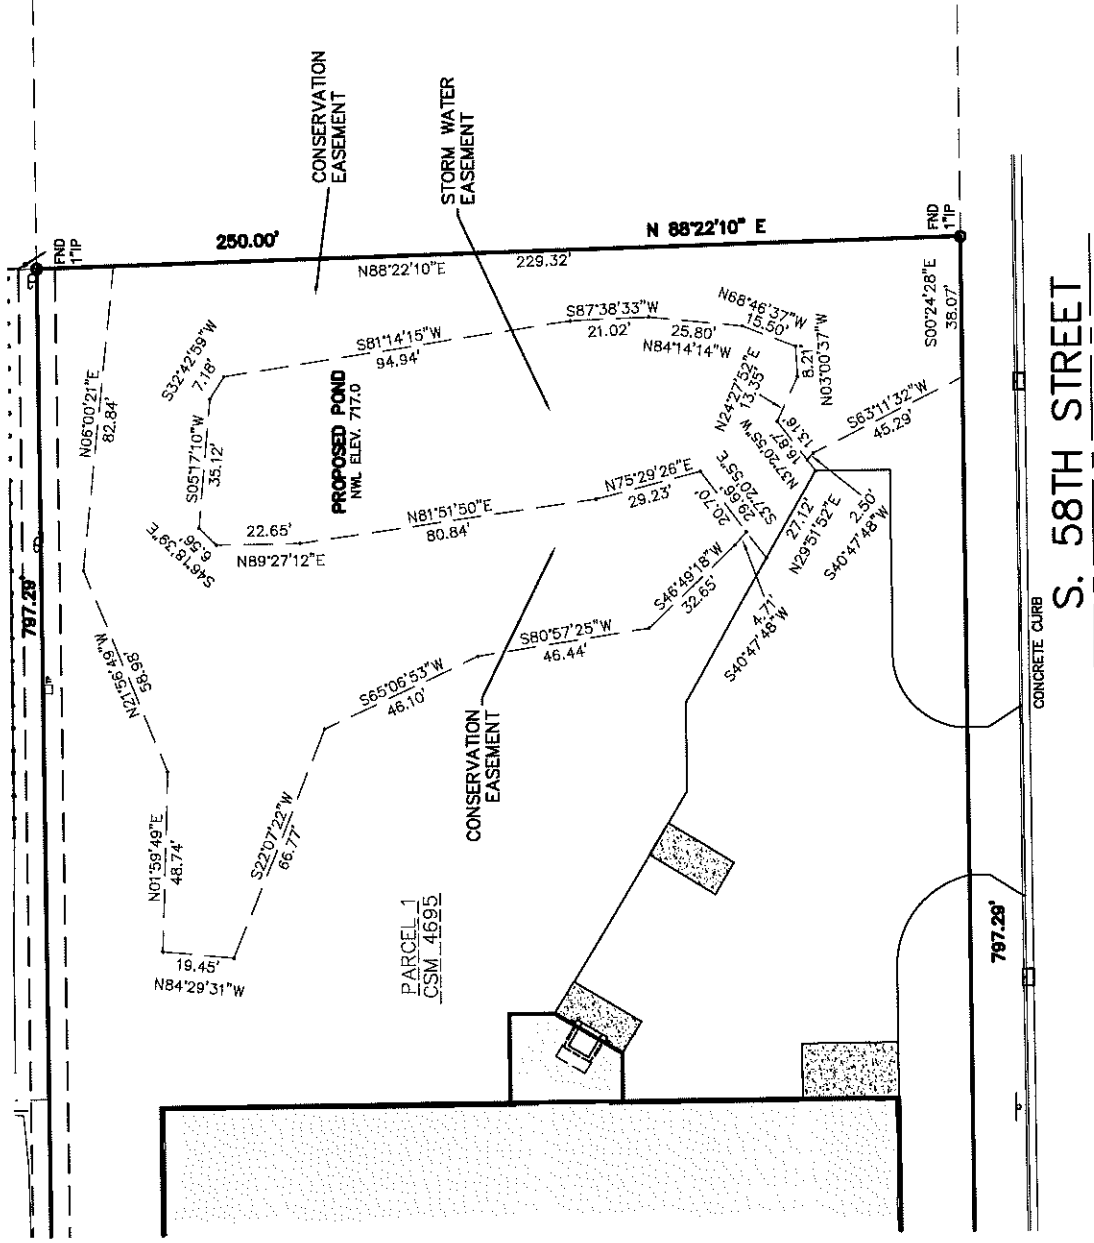 CONSERVATION
EASEMENT
STORM WATER
EASEMENT
FND
1"IP
250.00'
N 88°22'10" E
FND
1"IP
N88°22'10"E
229.32'
S00°24'28"E
38.07'
N06°00'21"E
82.84'
S32°42'59"W
7.18'
S81°14'15"W
94.94'
S87°38'33"W
21.02'
25.80'
N84°14'14"W
N68°46'37"W
15.50'
8.21'
N03°00'37"W
N24°27'52"E
13.35'
S63°11'32"W
45.29'
S05°17'10"W
35.12'
PROPOSED POND
NWL ELEV. 717.0
13.16'
16.87'
N37°20'55"W
S46°18'39"E
6.56'
22.65'
N89°27'12"E
N81°51'50"E
80.84'
N75°29'26"E
29.23'
20.70'
29.66'
S37°20'55"E
27.12'
N29°51'52"E
2.50'
S40°47'48"W
797.29'
N21°56'49"W
58.98'
S65°06'53"W
46.10'
S80°57'25"W
46.44'
S46°49'18"W
32.65'
4.71'
S40°47'48"W
CONSERVATION
EASEMENT
N01°59'49"E
48.74'
S22°07'22"W
66.77'
19.45'
N84°29'31"W
PARCEL 1
CSM 4695
797.29'
CONCRETE CURB
S. 58TH STREET